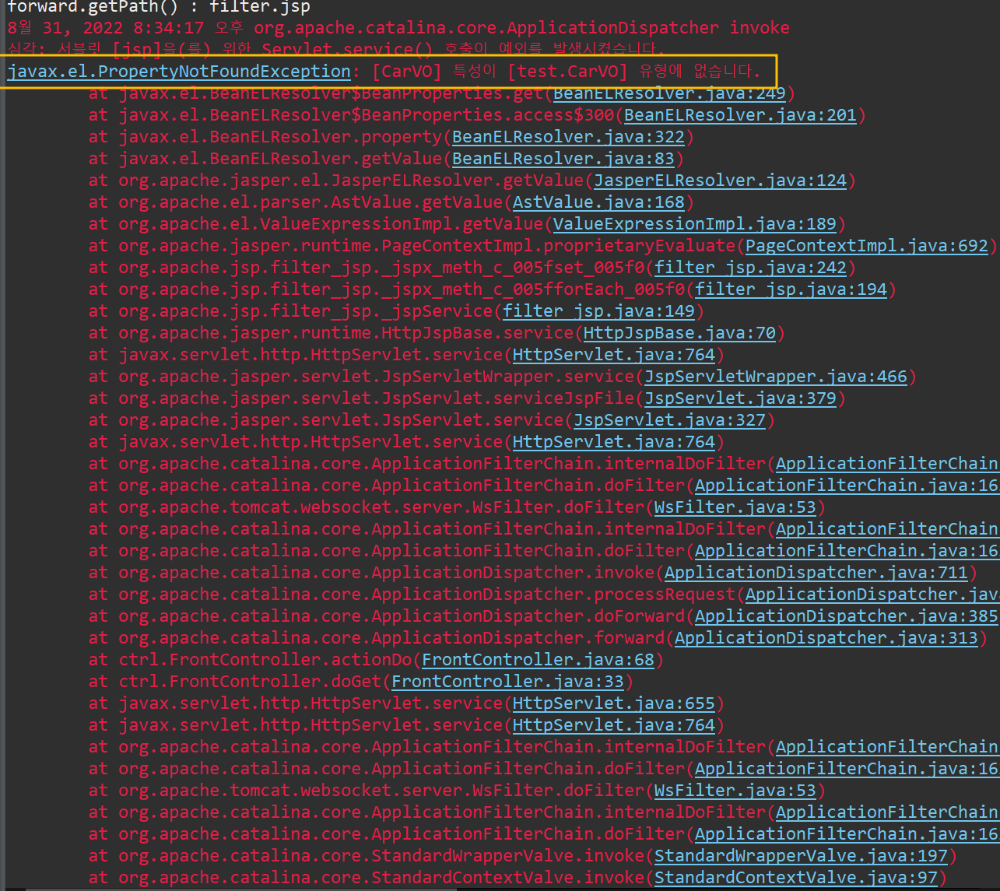 forward.getPath() : filter.jsp
8월 31, 2022 8:34:17 오후 org.apache.catalina.core.ApplicationDispatcher invoke
심각: 서블릿 [jsp]을(를) 위한 Servlet.service() 호출이 예외를 발생시켰습니다.
javax.el.PropertyNotFoundException: [CarVO] 특성이 [test.CarVO] 유형에 없습니다.
at javax.el.BeanELResolver$BeanProperties.get(BeanELResolver.java:249)
at javax.el.BeanELResolver$BeanProperties.access$300(BeanELResolver.java:201)
at javax.el.BeanELResolver.property(BeanELResolver.java:322)
at javax.el.BeanELResolver.getValue(BeanELResolver.java:83)
at org.apache.jasper.el.JasperELResolver.getValue(JasperELResolver.java:124)
at org.apache.el.parser.AstValue.getValue(AstValue.java:168)
at org.apache.el.ValueExpressionImpl.getValue(ValueExpressionImpl.java:189)
at org.apache.jasper.runtime.PageContextImpl.proprietaryEvaluate(PageContextImpl.java:692)
at org.apache.jsp.filter_jsp._jspx_meth_c_005fset_005f0(filter_jsp.java:242)
at org.apache.jsp.filter_jsp._jspx_meth_c_005fforEach_005f0(filter_jsp.java:194)
at org.apache.jsp.filter_jsp._jspService(filter_jsp.java:149)
at org.apache.jasper.runtime.HttpJspBase.service(HttpJspBase.java:70)
at javax.servlet.http.HttpServlet.service(HttpServlet.java:764)
at org.apache.jasper.servlet.JspServletWrapper.service(JspServletWrapper.java:466)
at org.apache.jasper.servlet.JspServlet.serviceJspFile(JspServlet.java:379)
at org.apache.jasper.servlet.JspServlet.service(JspServlet.java:327)
at javax.servlet.http.HttpServlet.service(HttpServlet.java:764)
at org.apache.catalina.core.ApplicationFilterChain.internalDoFilter(ApplicationFilterChain
at org.apache.catalina.core.ApplicationFilterChain.doFilter(ApplicationFilterChain.java:16
at org.apache.tomcat.websocket.server.WsFilter.doFilter(WsFilter.java:53)
at org.apache.catalina.core.ApplicationFilterChain.internalDoFilter(ApplicationFilterChain
at org.apache.catalina.core.ApplicationFilterChain.doFilter(ApplicationFilterChain.java:16
at org.apache.catalina.core.ApplicationDispatcher.invoke(ApplicationDispatcher.java:711)
at org.apache.catalina.core.ApplicationDispatcher.processRequest(ApplicationDispatcher.jav
at org.apache.catalina.core.ApplicationDispatcher.doForward(ApplicationDispatcher.java:385
at org.apache.catalina.core.ApplicationDispatcher.forward(ApplicationDispatcher.java:313)
at ctrl.FrontController.actionDo(FrontController.java:68)
at ctrl.FrontController.doGet(FrontController.java:33)
at javax.servlet.http.HttpServlet.service(HttpServlet.java:655)
at javax.servlet.http.HttpServlet.service(HttpServlet.java:764)
at org.apache.catalina.core.ApplicationFilterChain.internalDoFilter(ApplicationFilterChain
at org.apache.catalina.core.ApplicationFilterChain.doFilter(ApplicationFilterChain.java:16
at org.apache.tomcat.websocket.server.WsFilter.doFilter(WsFilter.java:53)
at org.apache.catalina.core.ApplicationFilterChain.internalDoFilter(ApplicationFilterChain
at org.apache.catalina.core.ApplicationFilterChain.doFilter(ApplicationFilterChain.java:16
at org.apache.catalina.core.StandardWrapperValve.invoke(StandardWrapperValve.java:197)
at org.apache.catalina.core.StandardContextValve.invoke(StandardContextValve.java:97)